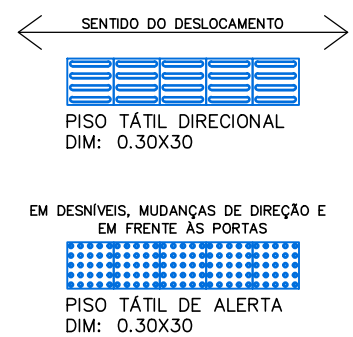 SENTIDO DO DESLOCAMENTO
PISO TÁTIL DIRECIONAL
DIM: 0.30X30
EM DESNÍVEIS, MUDANÇAS DE DIREÇÃO E
EM FRENTE ÀS PORTAS
PISO TÁTIL DE ALERTA
DIM: 0.30X30